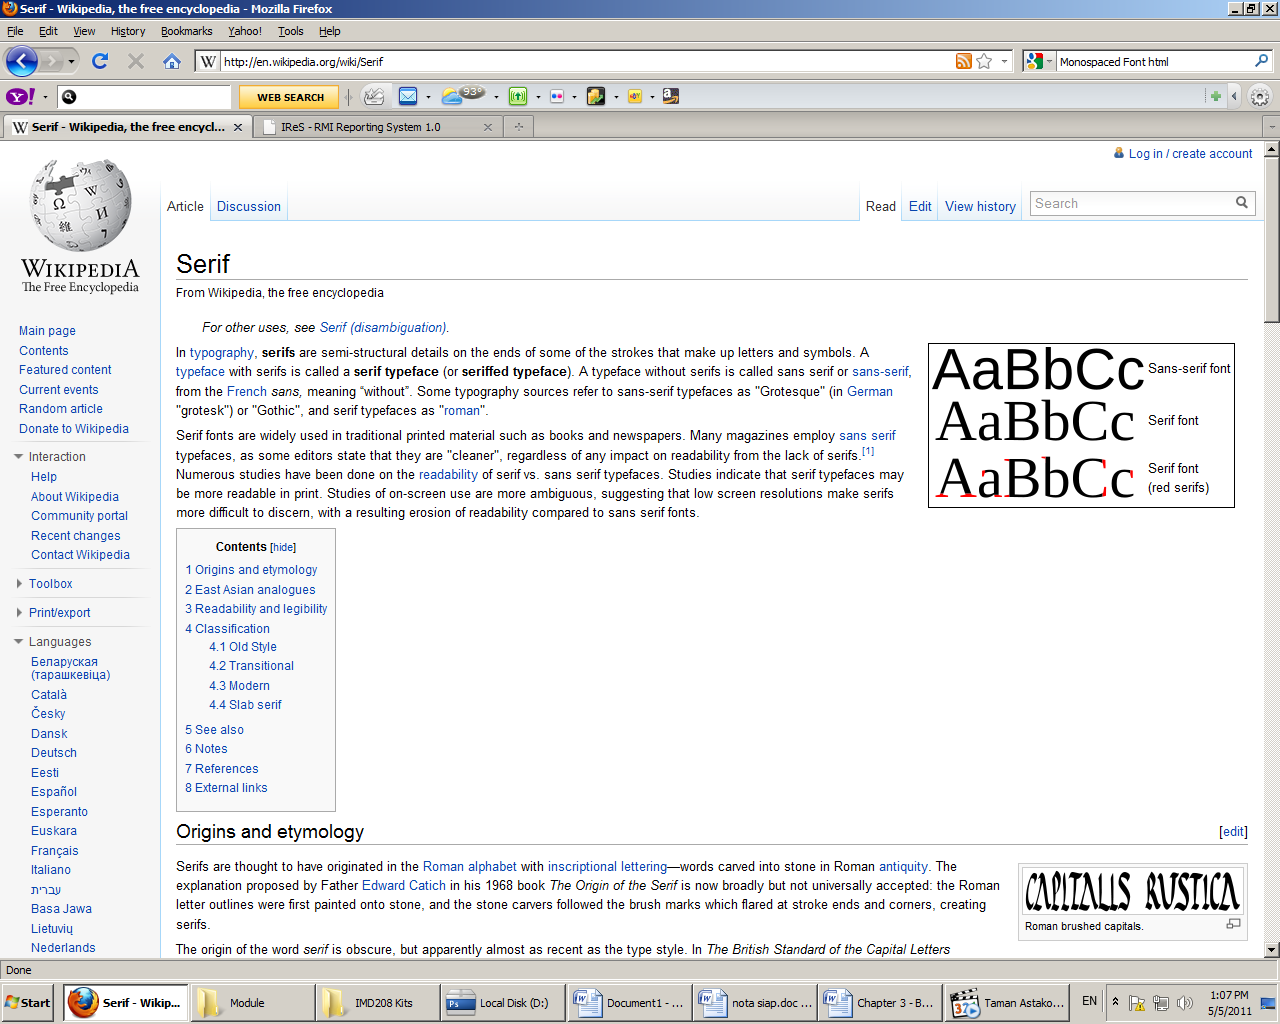 Serif - Wikipedia, the free encyclopedia - Mozilla Firefox
File Edit View History Bookmarks Yahoo! Tools Help
W http://en.wikipedia.org/wiki/Serif
Monospaced Font html
Y! WEB SEARCH 93°
W Serif - Wikipedia, the free encycl...
IReS - RMI Reporting System 1.0
Log in / create account
WIKIPEDIA
The Free Encyclopedia
Article Discussion
Read Edit View history Search
Main page
Contents
Featured content
Current events
Random article
Donate to Wikipedia
Interaction
Help
About Wikipedia
Community portal
Recent changes
Contact Wikipedia
Toolbox
Print/export
Languages
Беларуская
(тарашкевіца)
Català
Česky
Dansk
Deutsch
Eesti
Español
Esperanto
Euskara
Français
Italiano
עברית
Basa Jawa
Lietuvių
Nederlands
Serif
From Wikipedia, the free encyclopedia
For other uses, see Serif (disambiguation).
In typography, serifs are semi-structural details on the ends of some of the strokes that make up letters and symbols. A
typeface with serifs is called a serif typeface (or seriffed typeface). A typeface without serifs is called sans serif or sans-serif,
from the French sans, meaning “without”. Some typography sources refer to sans-serif typefaces as "Grotesque" (in German
"grotesk") or "Gothic", and serif typefaces as "roman".
Serif fonts are widely used in traditional printed material such as books and newspapers. Many magazines employ sans serif
typefaces, as some editors state that they are "cleaner", regardless of any impact on readability from the lack of serifs.[1]
Numerous studies have been done on the readability of serif vs. sans serif typefaces. Studies indicate that serif typefaces may
be more readable in print. Studies of on-screen use are more ambiguous, suggesting that low screen resolutions make serifs
more difficult to discern, with a resulting erosion of readability compared to sans serif fonts.
AaBbCc Sans-serif font
AaBbCc Serif font
AaBbCc Serif font
(red serifs)
Contents [hide]
1 Origins and etymology
2 East Asian analogues
3 Readability and legibility
4 Classification
4.1 Old Style
4.2 Transitional
4.3 Modern
4.4 Slab serif
5 See also
6 Notes
7 References
8 External links
Origins and etymology [edit]
Serifs are thought to have originated in the Roman alphabet with inscriptional lettering—words carved into stone in Roman antiquity. The
explanation proposed by Father Edward Catich in his 1968 book The Origin of the Serif is now broadly but not universally accepted: the Roman
letter outlines were first painted onto stone, and the stone carvers followed the brush marks which flared at stroke ends and corners, creating
serifs.
The origin of the word serif is obscure, but apparently almost as recent as the type style. In The British Standard of the Capital Letters
CAPITALIS RUSTICA
Roman brushed capitals.
Done
Start Serif - Wikip... Module IMD208 Kits Local Disk (D:) Document1 - ... nota siap.doc ... Chapter 3 - B... Taman Astako... EN 1:07 PM
5/5/2011